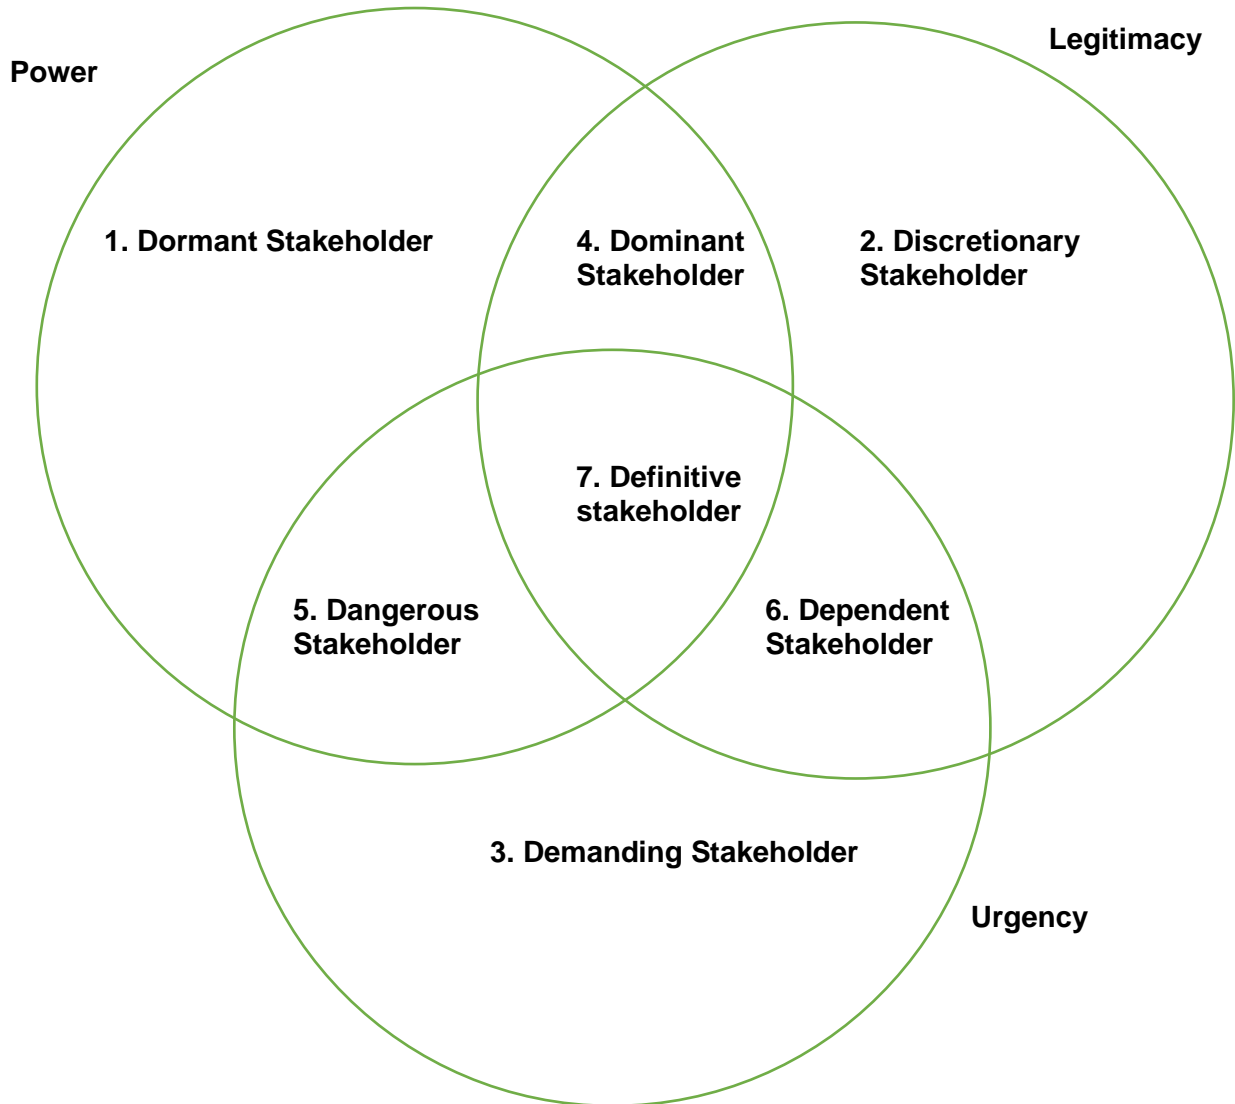 Legitimacy
Power
1. Dormant Stakeholder
4. Dominant
Stakeholder
2. Discretionary
Stakeholder
7. Definitive
stakeholder
5. Dangerous
Stakeholder
6. Dependent
Stakeholder
3. Demanding Stakeholder
Urgency